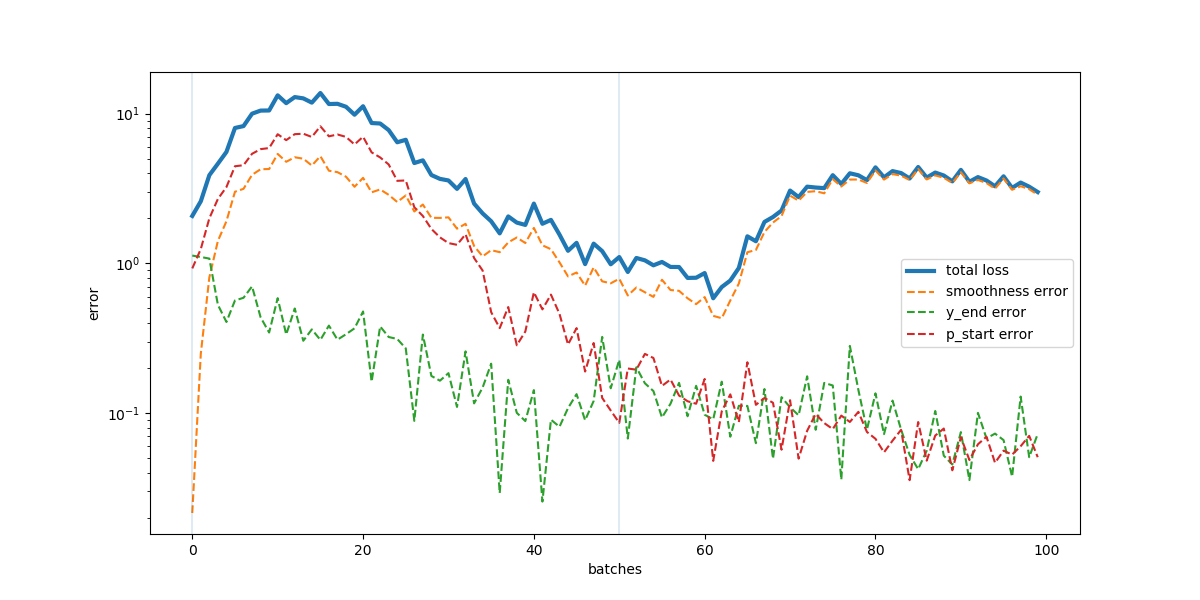 10¹
10⁰
10⁻¹
error
0 20 40 60 80 100
batches
total loss
smoothness error
y_end error
p_start error